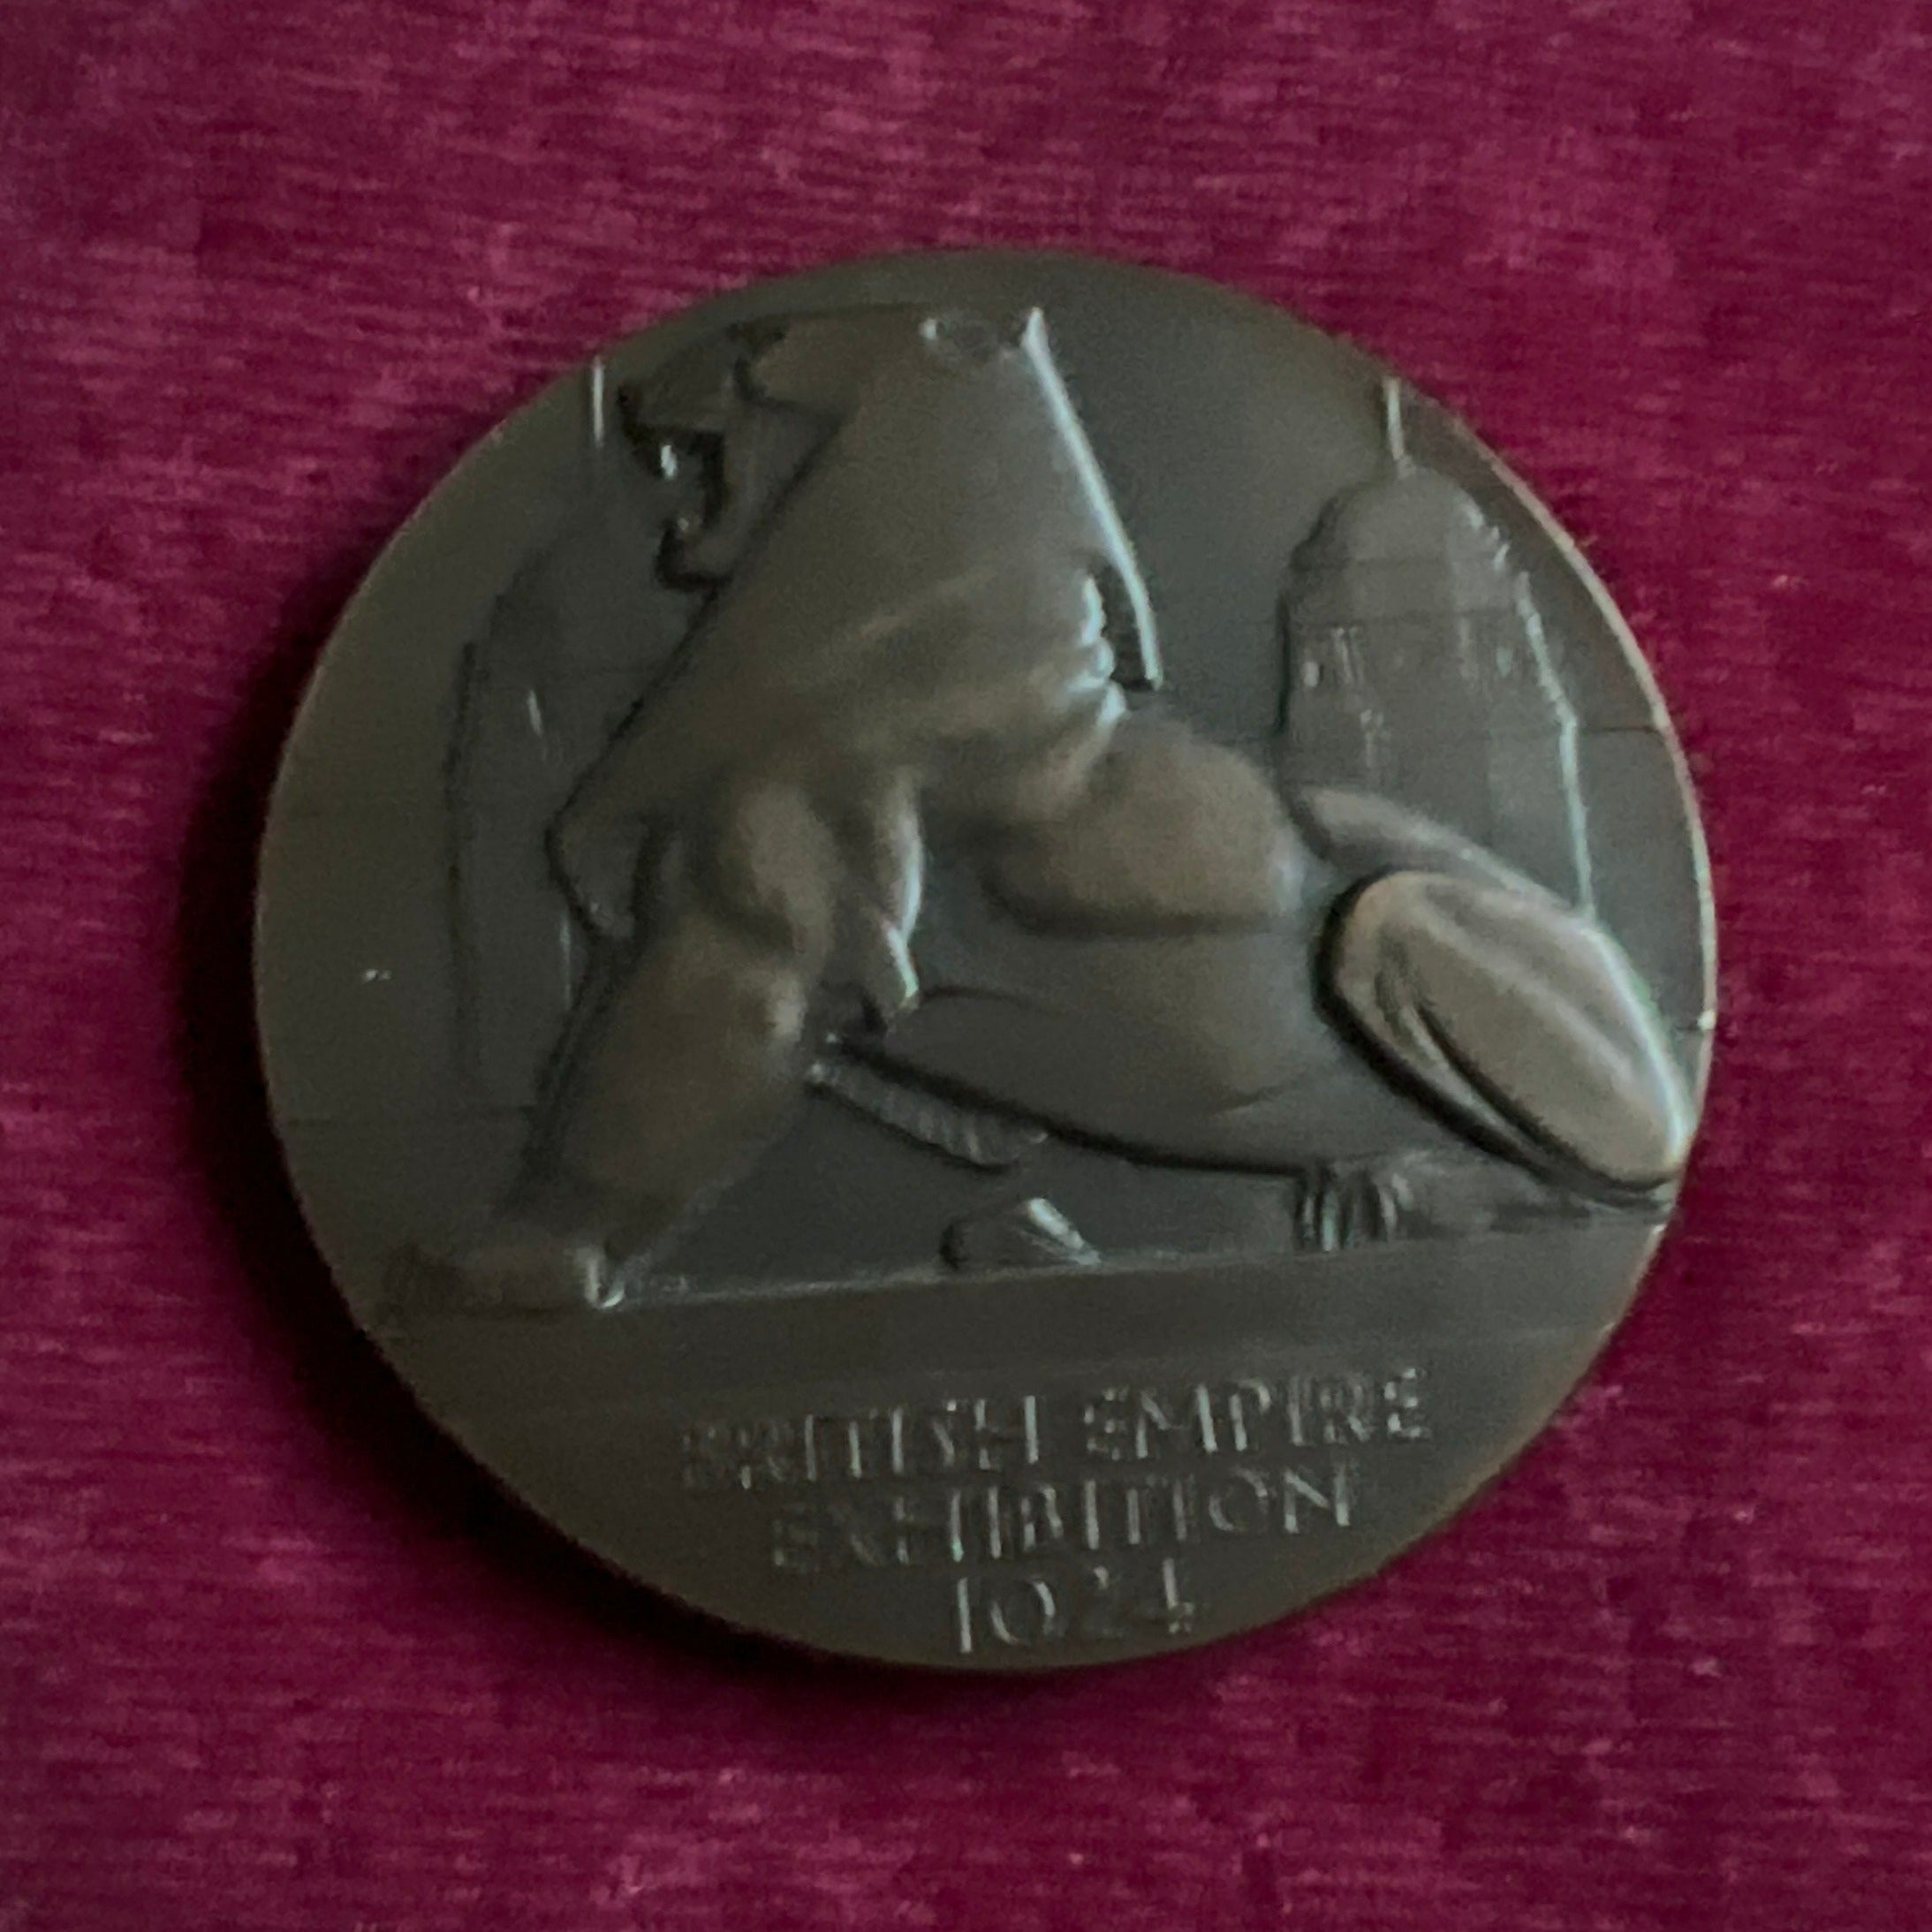 BRITISH EMPIRE
EXHIBITION
1924